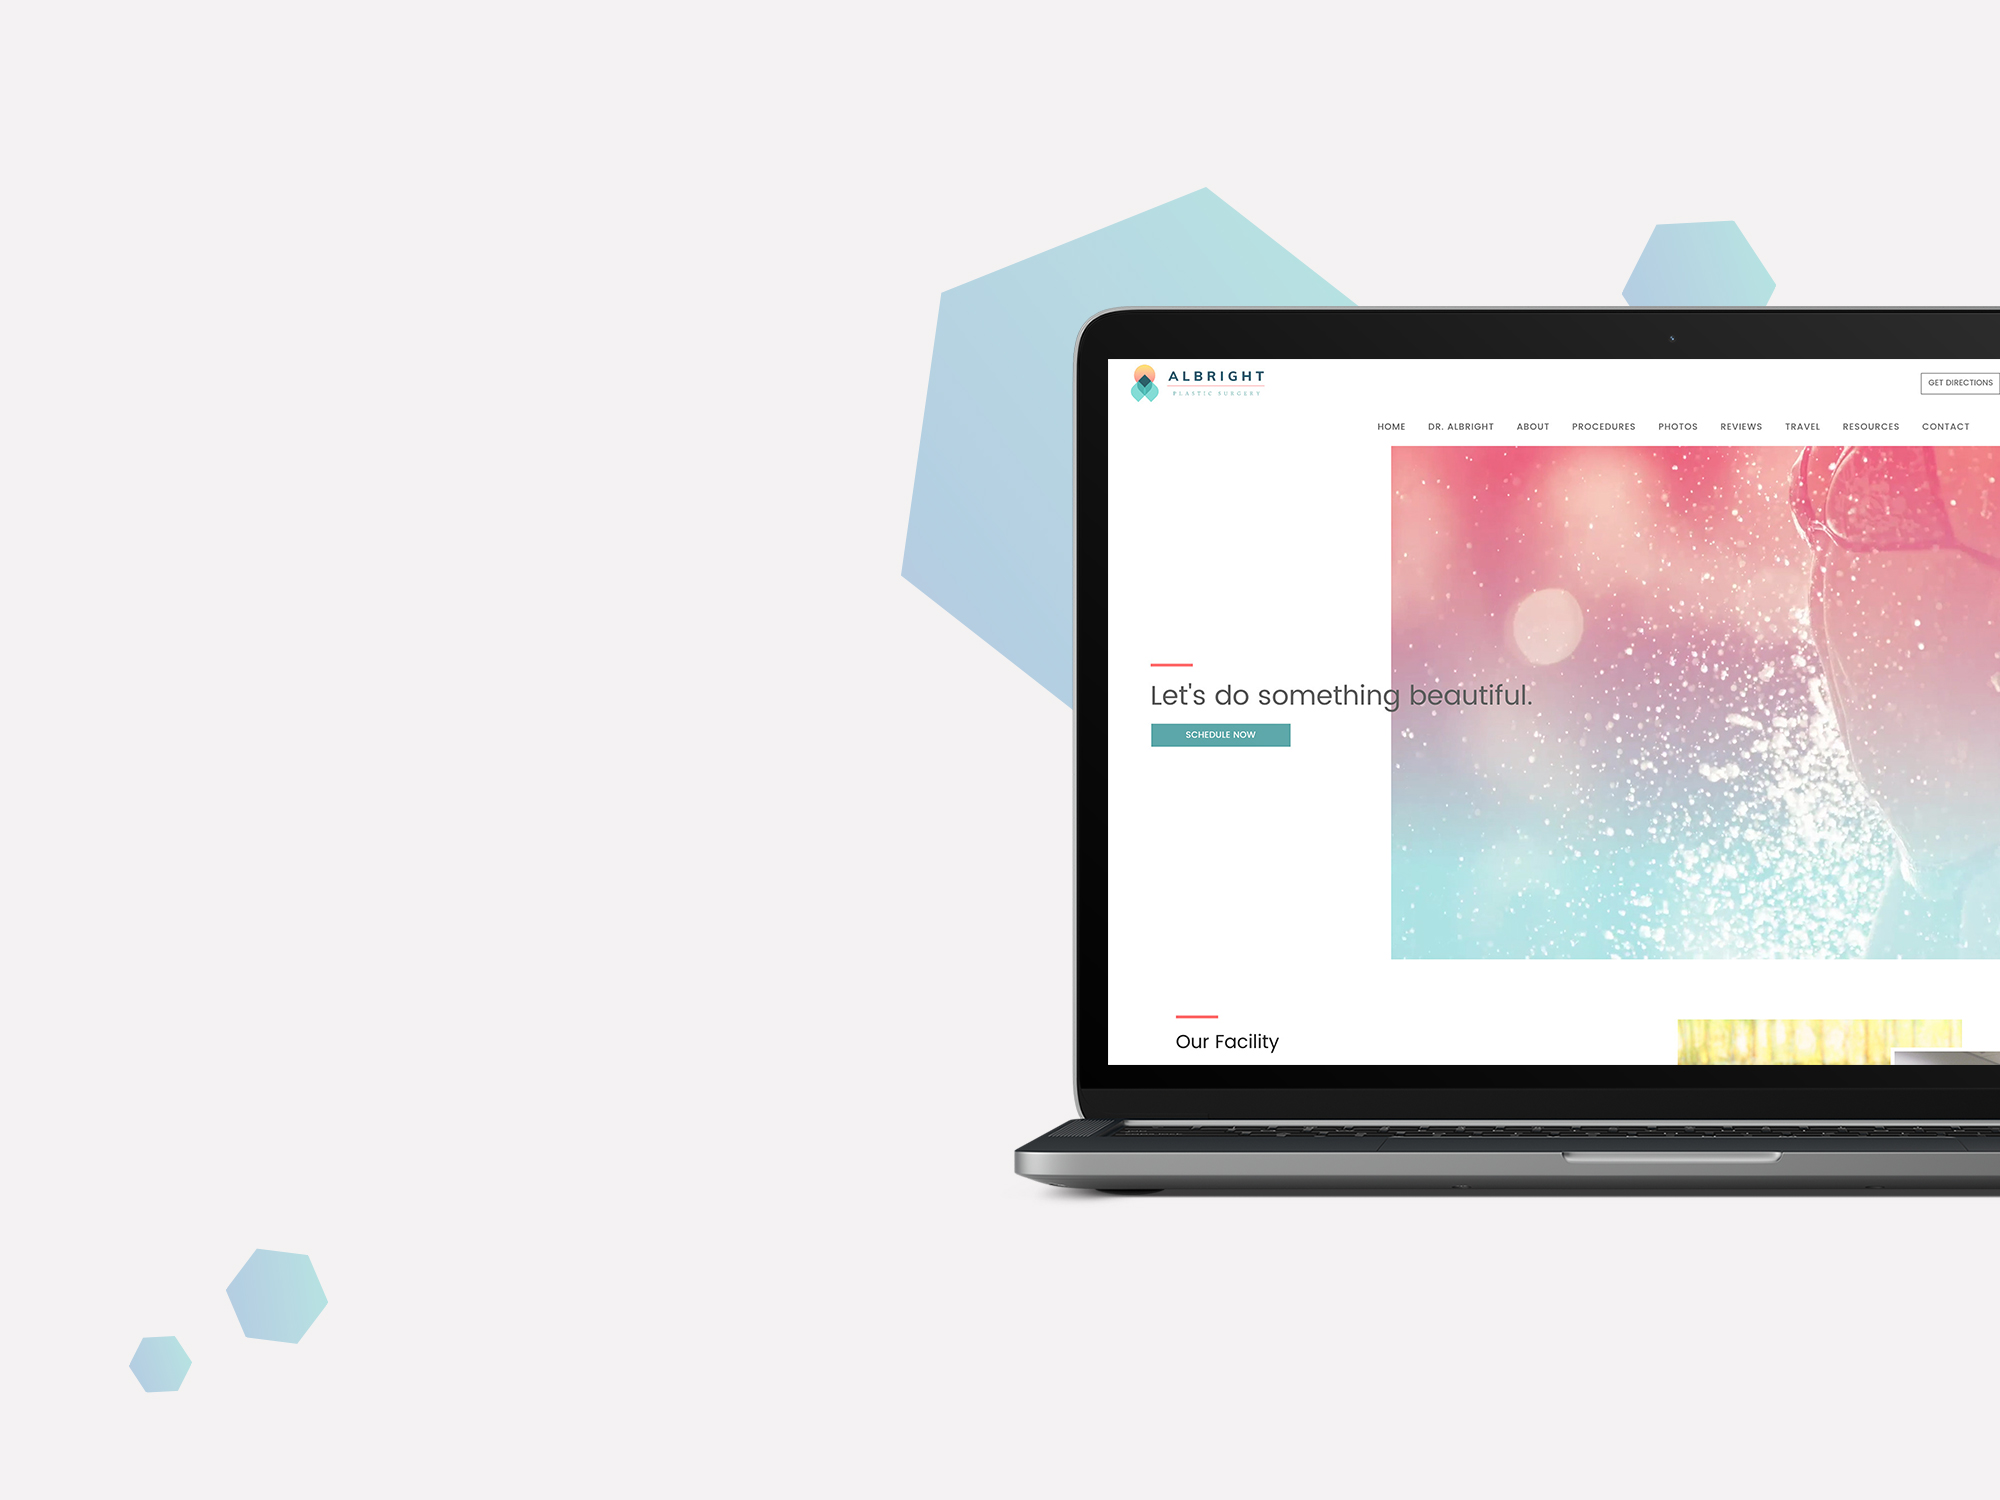 ALBRIGHT
PLASTIC SURGERY
GET DIRECTIONS
HOME DR. ALBRIGHT ABOUT PROCEDURES PHOTOS REVIEWS TRAVEL RESOURCES CONTACT
Let's do something beautiful.
SCHEDULE NOW
Our Facility